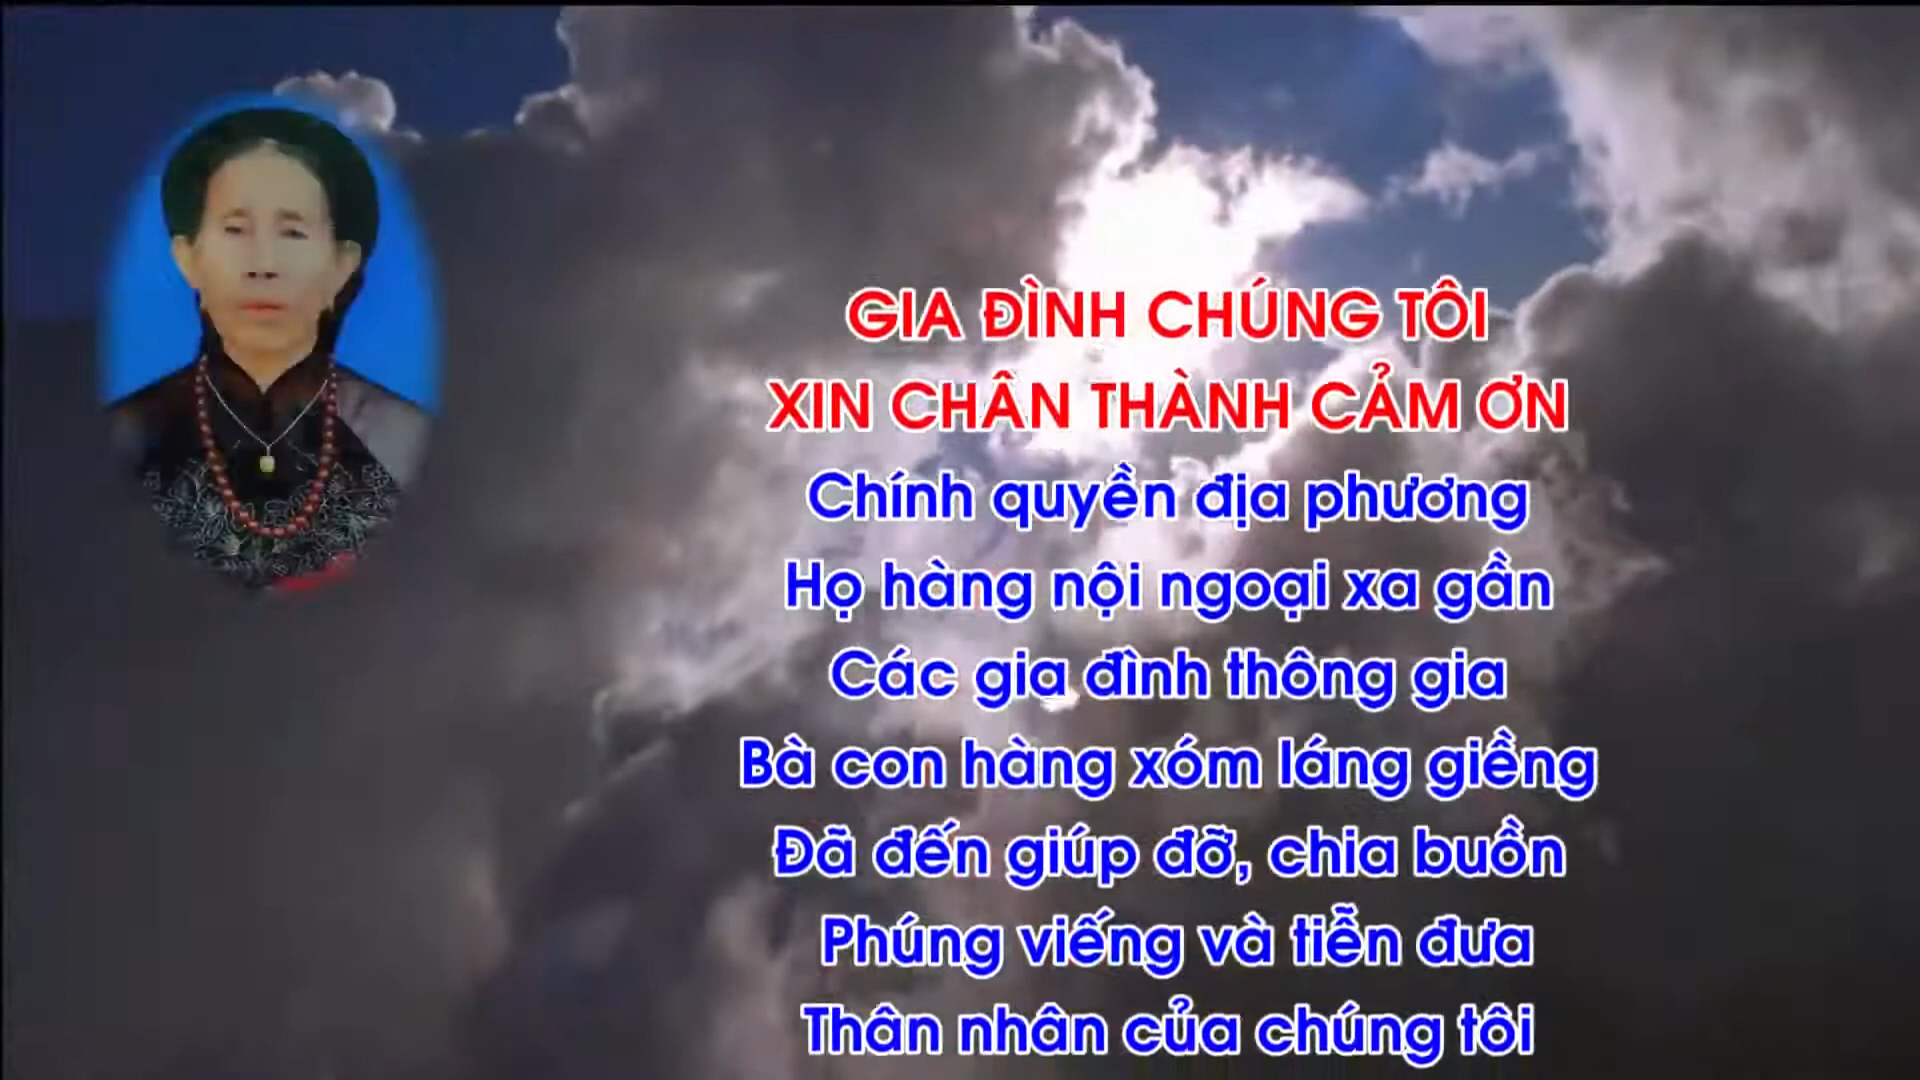 GIA ĐÌNH CHÚNG TÔI
XIN CHÂN THÀNH CẢM ƠN
Chính quyền địa phương
Họ hàng nội ngoại xa gần
Các gia đình thông gia
Bà con hàng xóm láng giềng
Đã đến giúp đỡ, chia buồn
Phúng viếng và tiễn đưa
Thân nhân của chúng tôi